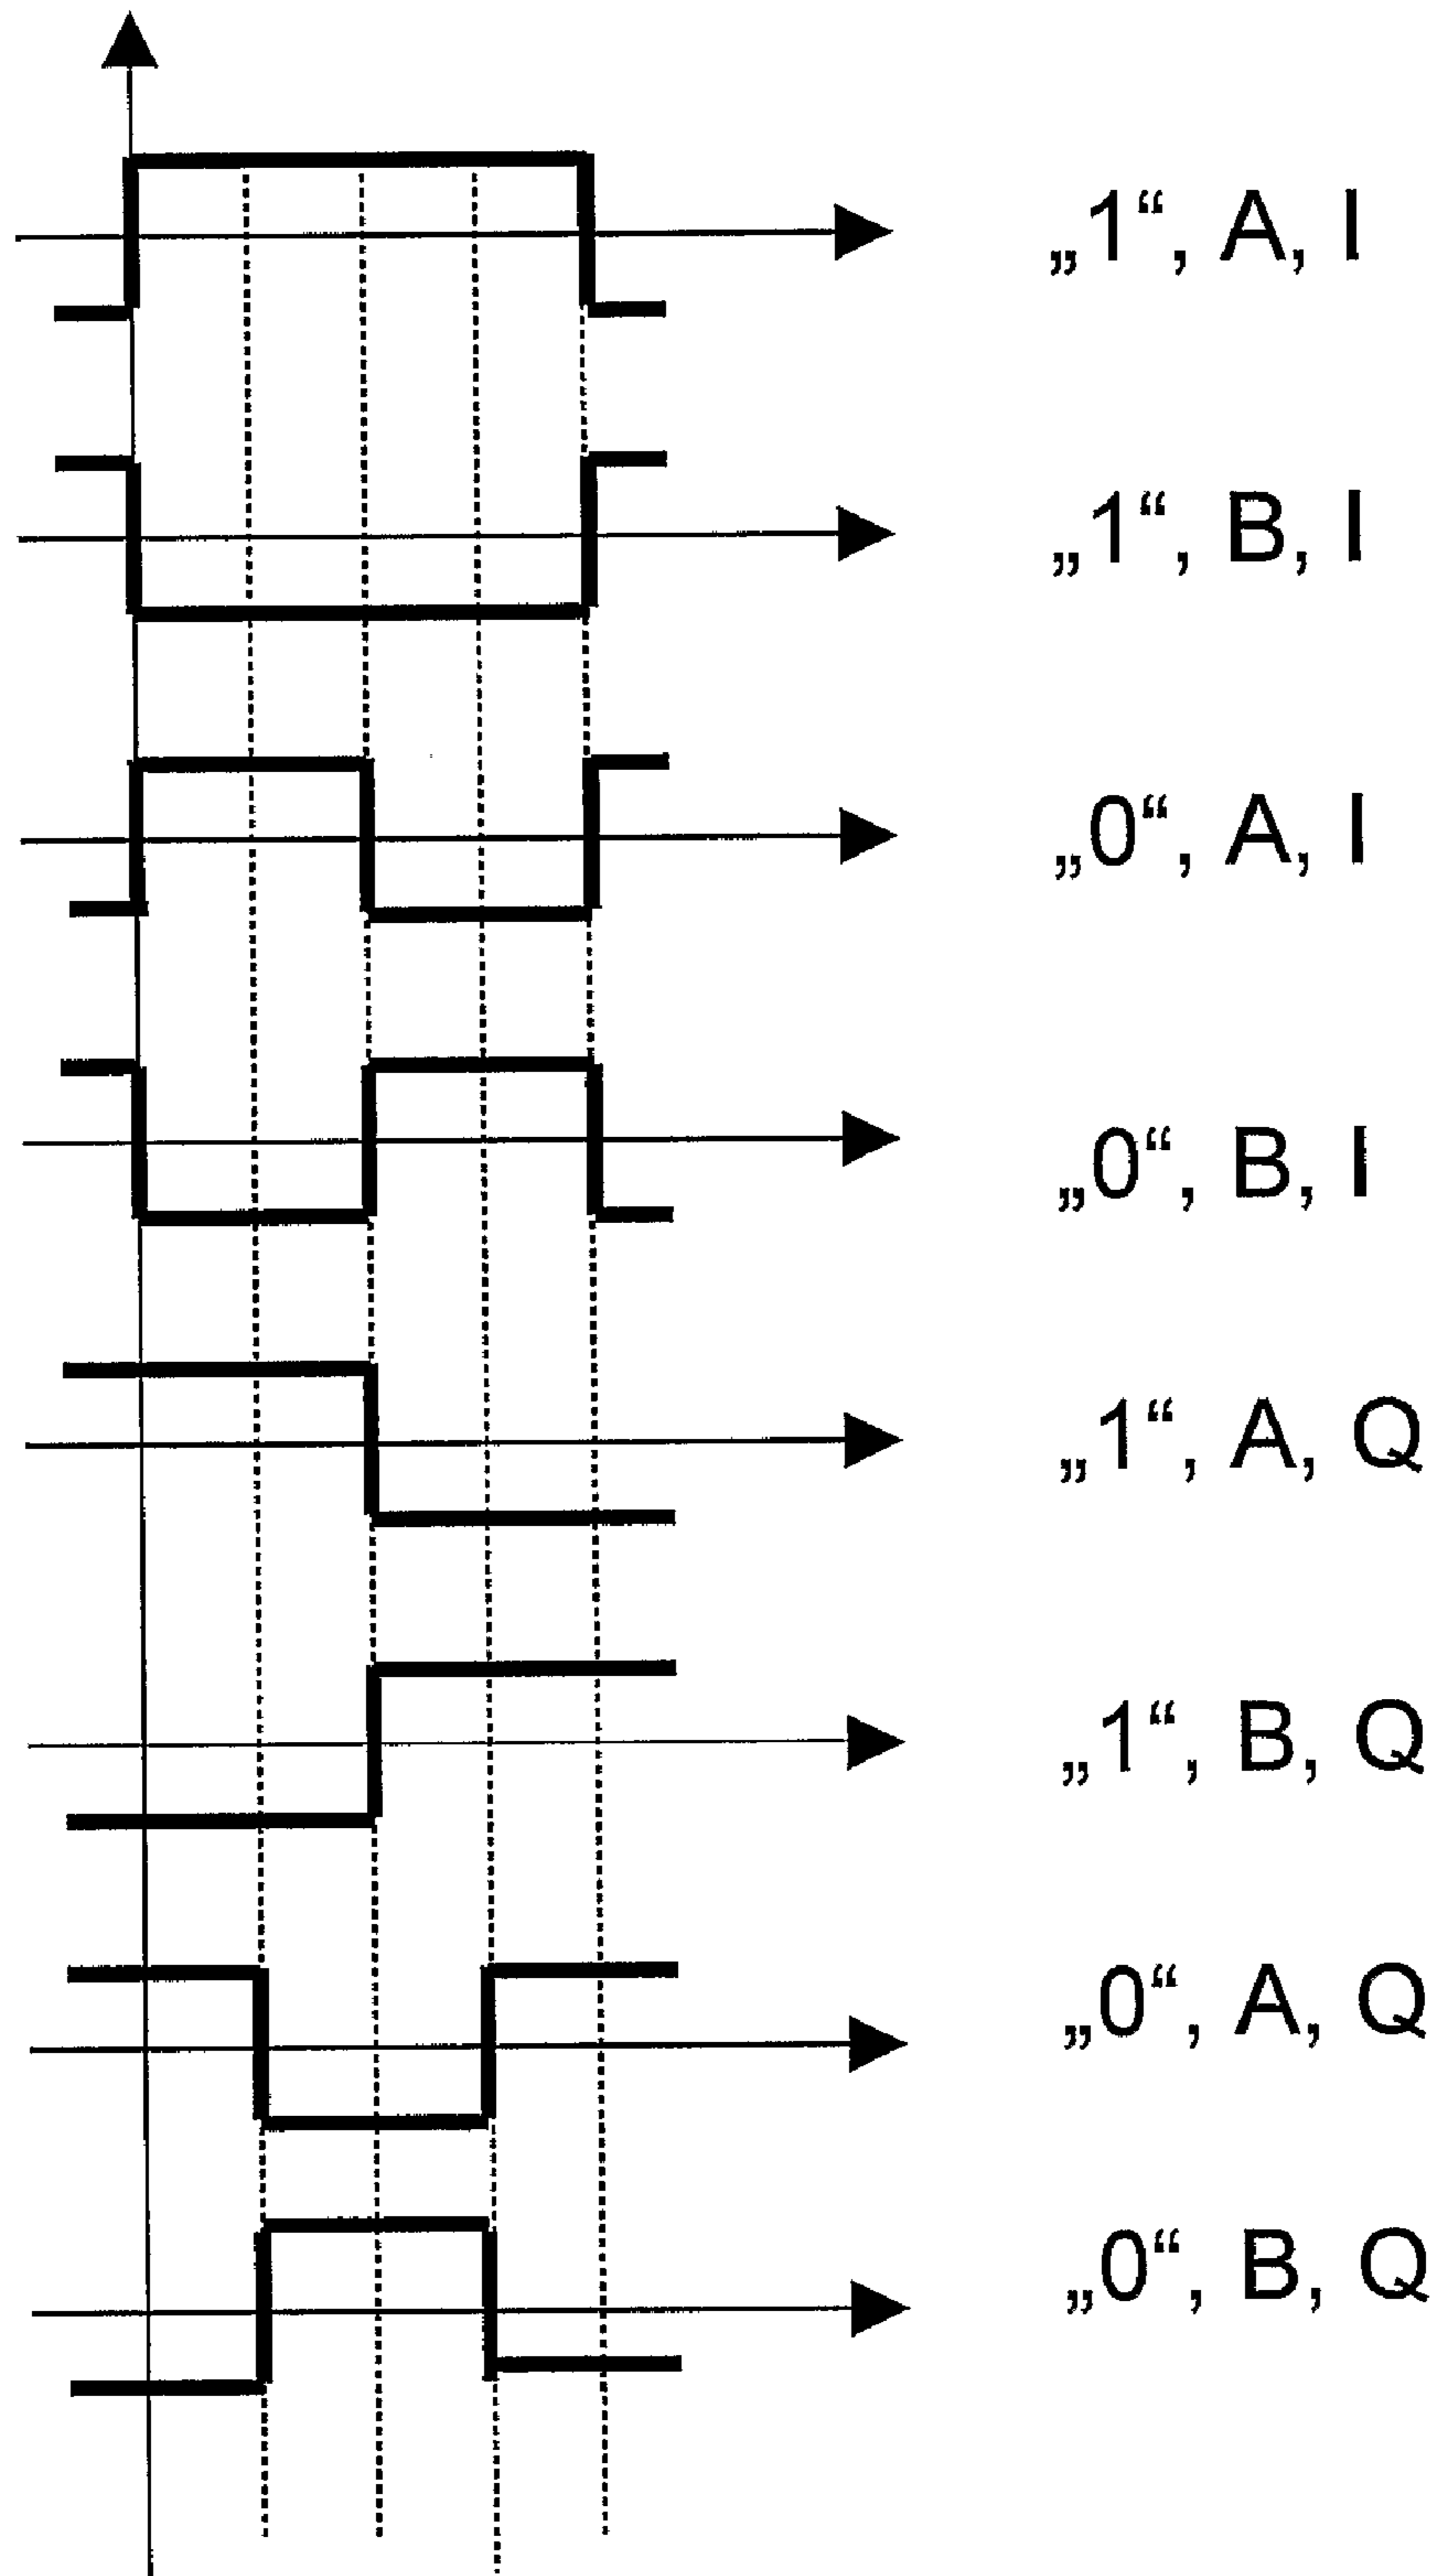 „1“, A, I
„1“, B, I
„0“, A, I
„0“, B, I
„1“, A, Q
„1“, B, Q
„0“, A, Q
„0“, B, Q